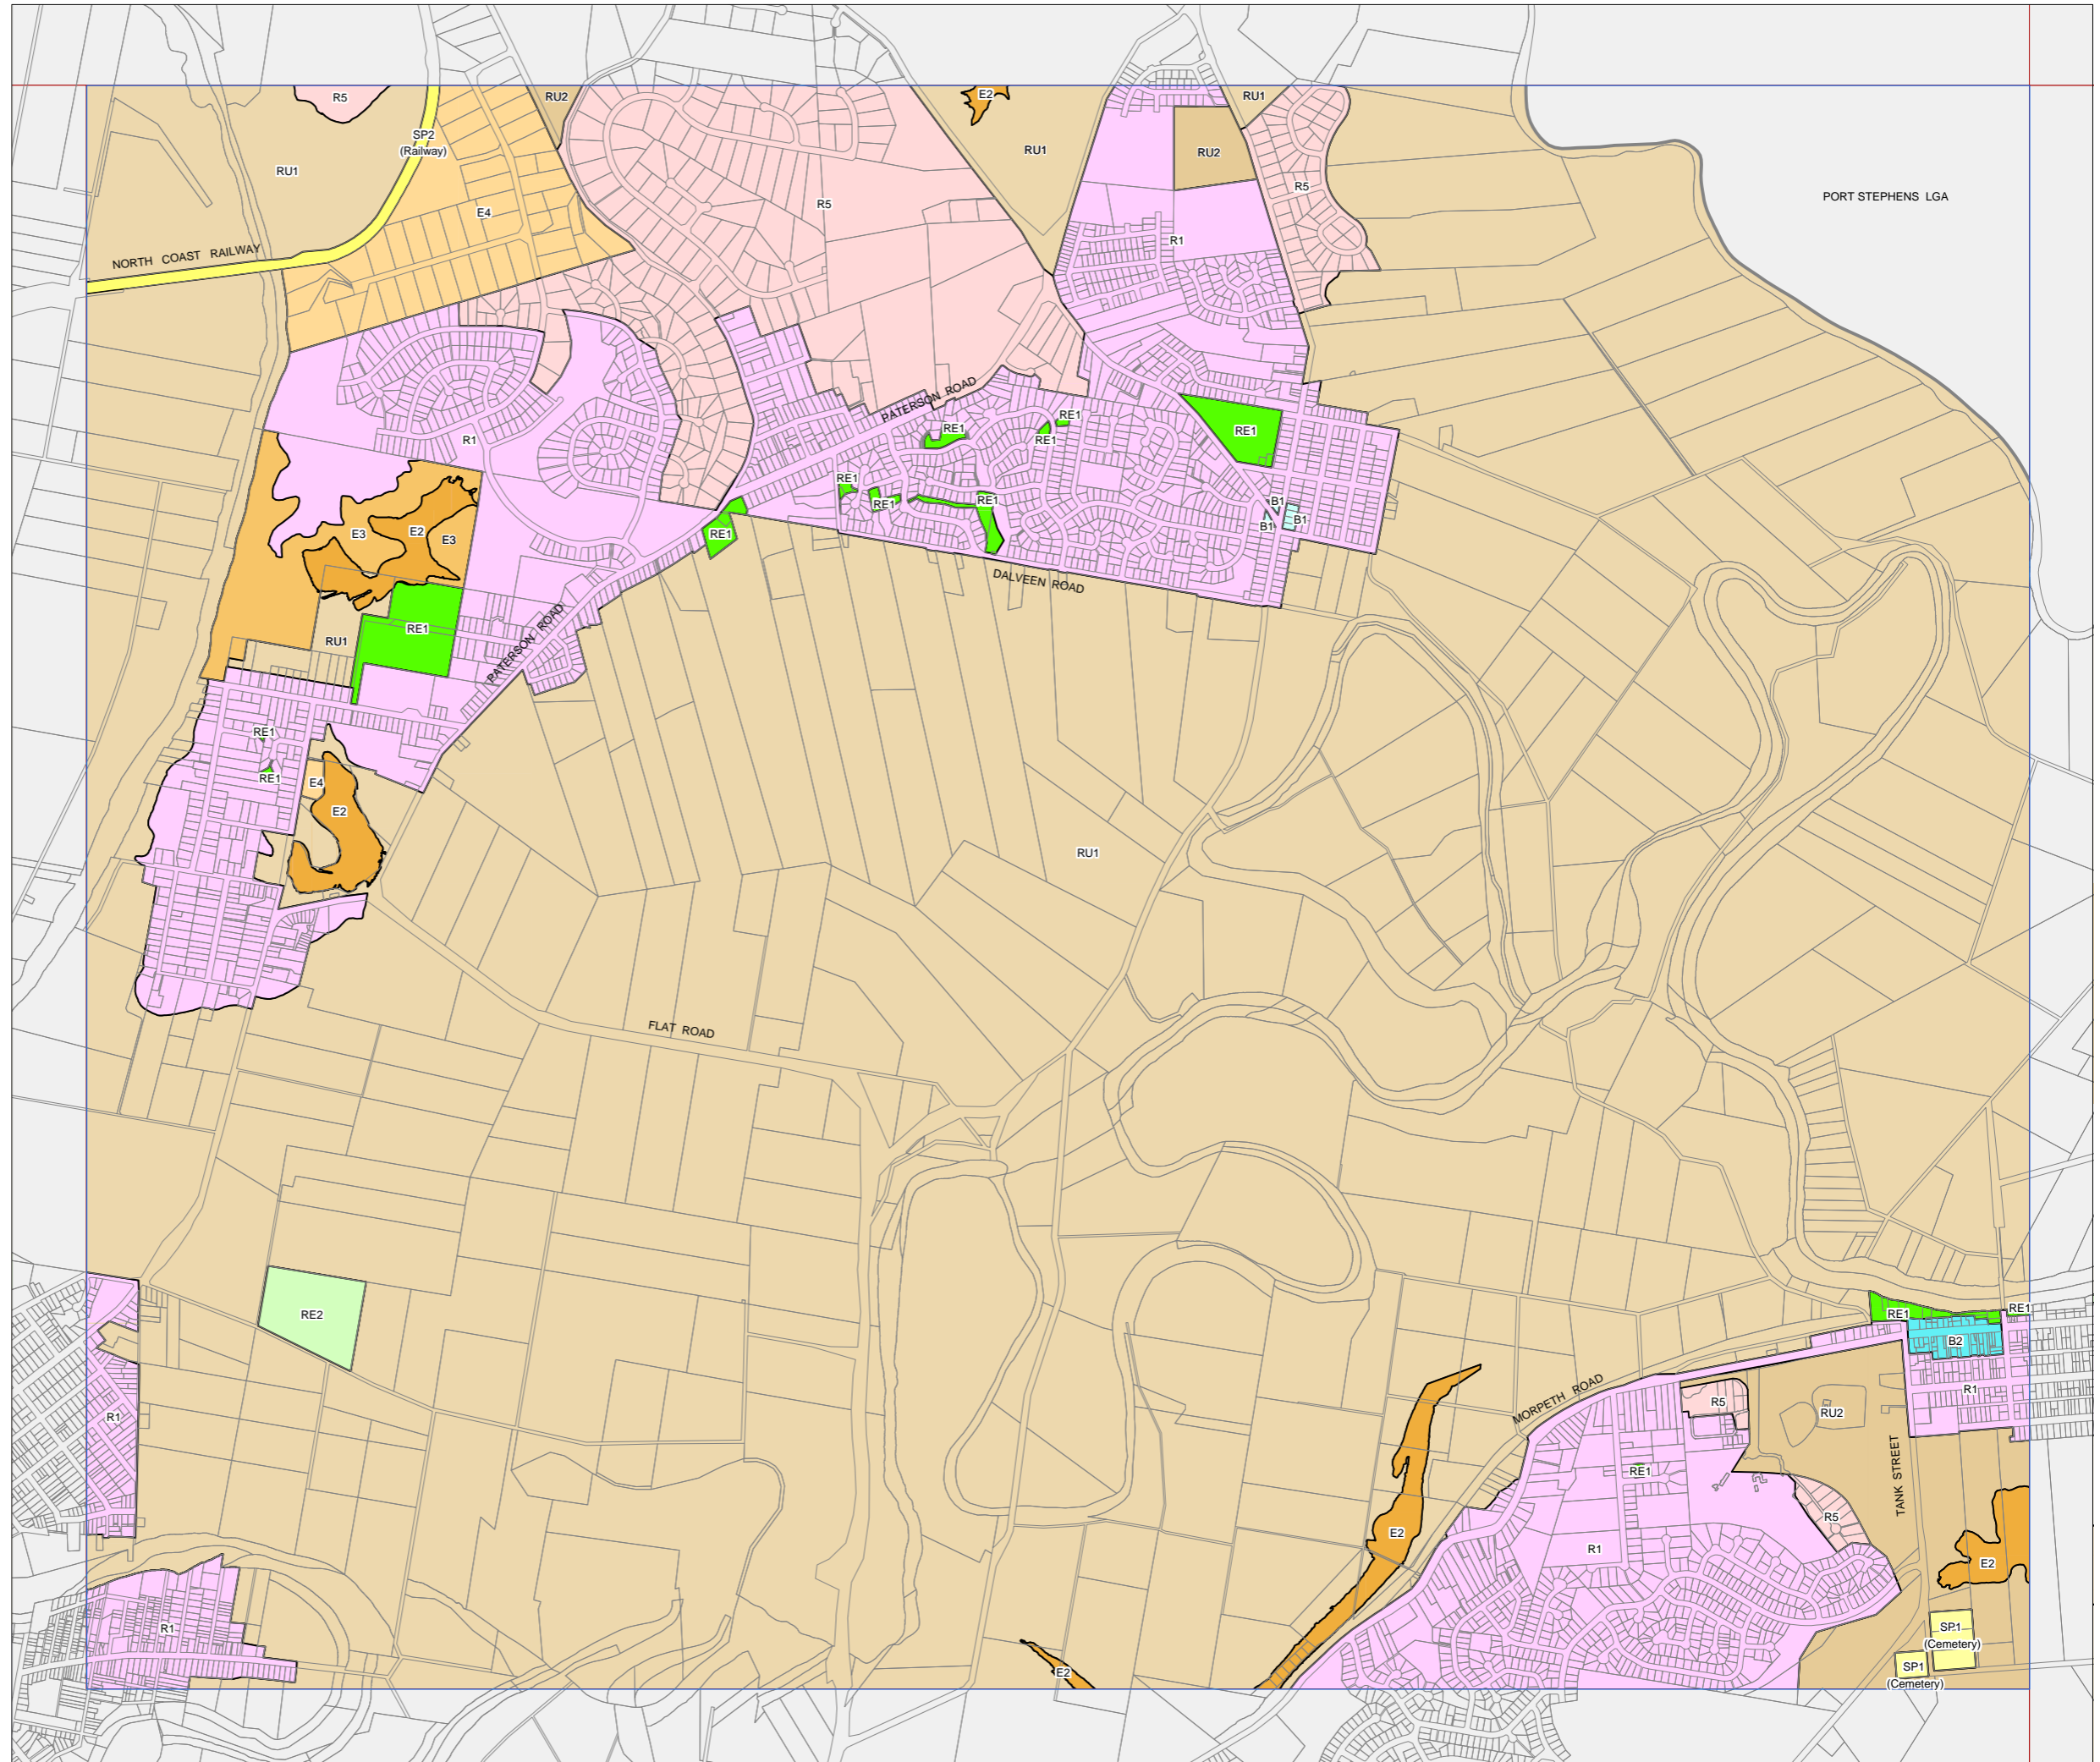 R5
RU2
E2
RU1
SP2
(Railway)
RU1
RU2
RU1
R5
PORT STEPHENS LGA
R5
E4
R1
NORTH COAST RAILWAY
PATERSON ROAD
RE1
RE1
RE1
RE1
R1
RE1
RE1
RE1
B1
B1
B1
E3
E2
E3
RE1
DALVEEN ROAD
RE1
RU1
PATERSON ROAD
RE1
RE1
E4
E2
RU1
FLAT ROAD
RE2
RE1
RE1
B2
R1
MORPETH ROAD
R5
RU2
R1
RE1
TANK STREET
R5
E2
R1
E2
R1
SP1
(Cemetery)
SP1
(Cemetery)
E2